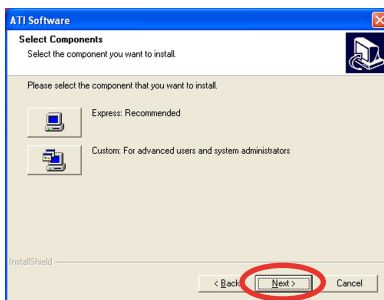 ATI Software
Select Components
Select the component you want to install.
Please select the component that you want to install.
Express: Recommended
Custom: For advanced users and system administrators
InstallShield
< Back Next > Cancel